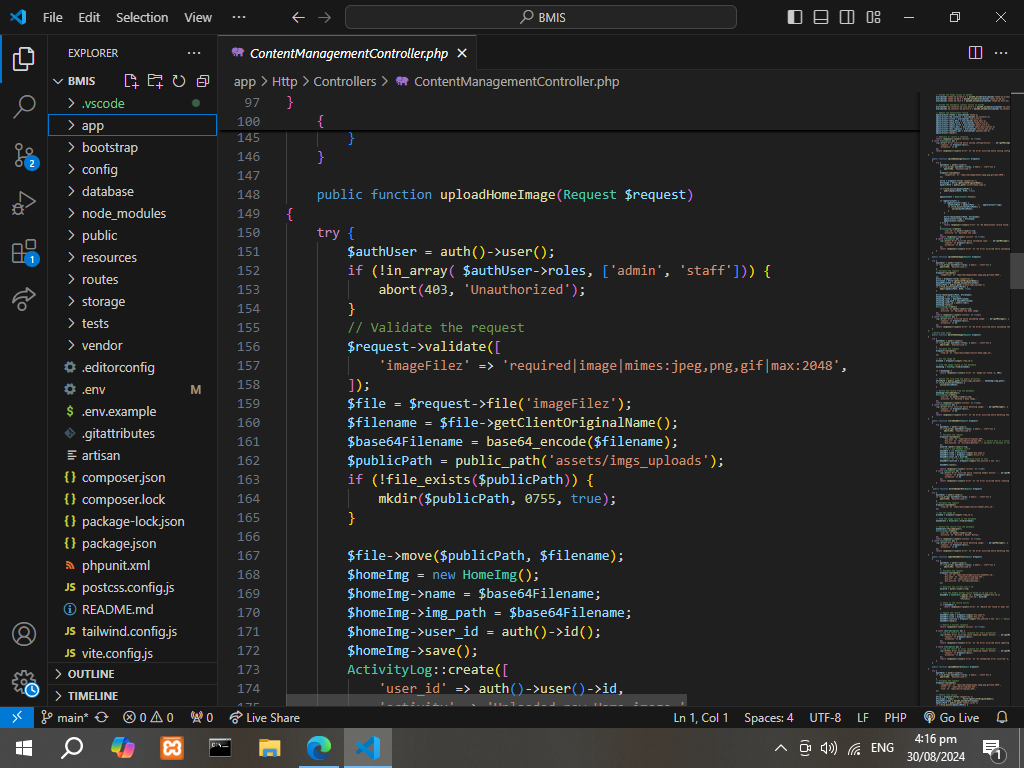 File Edit Selection View ··· BMIS
EXPLORER ···
BMIS
.vscode
app
bootstrap
config
database
node_modules
public
resources
routes
storage
tests
vendor
.editorconfig
.env M
.env.example
.gitattributes
artisan
composer.json
composer.lock
package-lock.json
package.json
phpunit.xml
postcss.config.js
README.md
tailwind.config.js
vite.config.js
OUTLINE
TIMELINE
2
1
ContentManagementController.php
app > Http > Controllers > ContentManagementController.php
97 }
100 {
145 }
146 }
147
148 public function uploadHomeImage(Request $request)
149 {
150 try {
151 $authUser = auth()->user();
152 if (!in_array( $authUser->roles, ['admin', 'staff'])) {
153 abort(403, 'Unauthorized');
154 }
155 // Validate the request
156 $request->validate([
157 'imageFilez' => 'required|image|mimes:jpeg,png,gif|max:2048',
158 ]);
159 $file = $request->file('imageFilez');
160 $filename = $file->getClientOriginalName();
161 $base64Filename = base64_encode($filename);
162 $publicPath = public_path('assets/imgs_uploads');
163 if (!file_exists($publicPath)) {
164 mkdir($publicPath, 0755, true);
165 }
166
167 $file->move($publicPath, $filename);
168 $homeImg = new HomeImg();
169 $homeImg->name = $base64Filename;
170 $homeImg->img_path = $base64Filename;
171 $homeImg->user_id = auth()->id();
172 $homeImg->save();
173 ActivityLog::create([
174 'user_id' => auth()->user()->id,
main* 0 0 0 Live Share Ln 1, Col 1 Spaces: 4 UTF-8 LF PHP Go Live
ENG 4:16 pm
30/08/2024
1